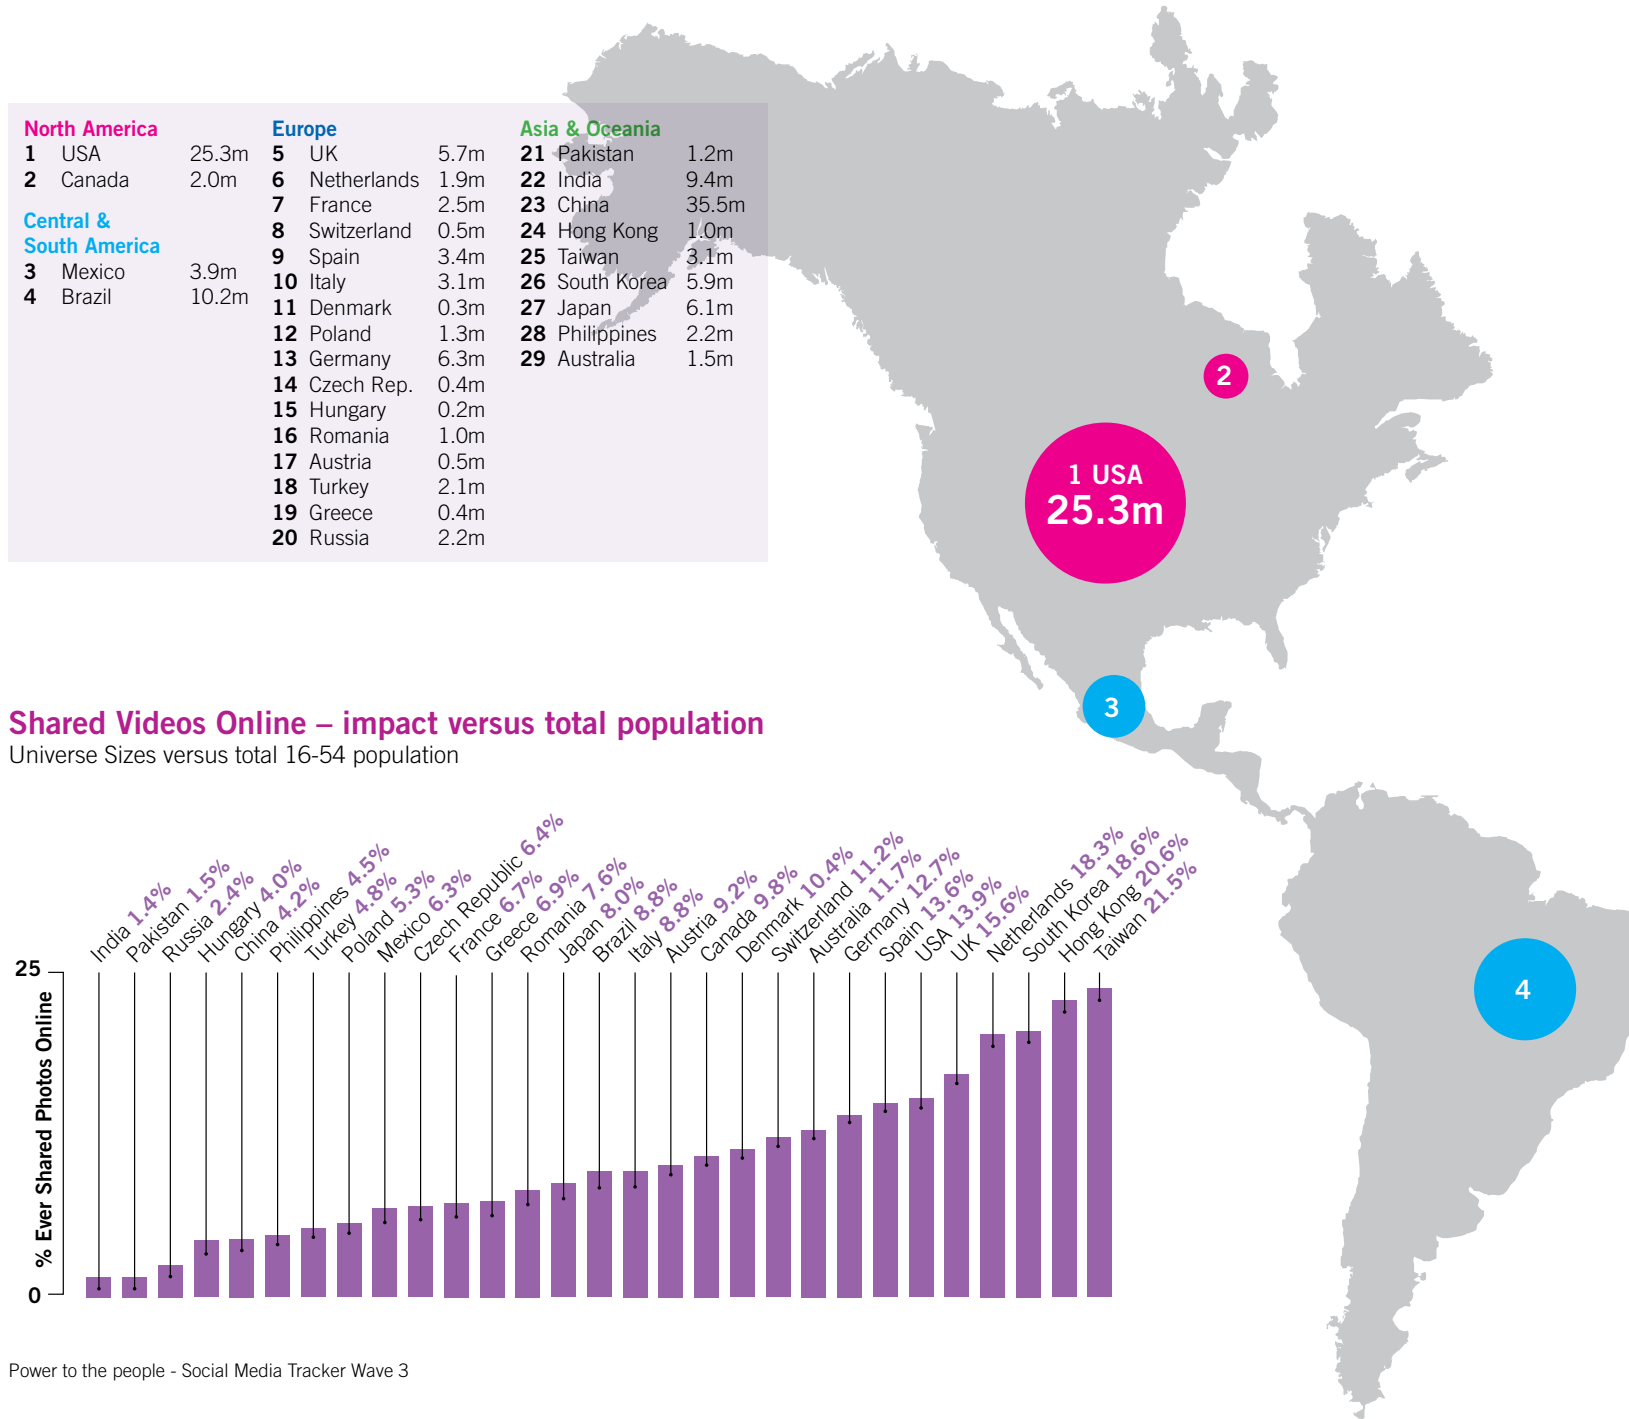 North America
1 USA 25.3m
2 Canada 2.0m
Central &
South America
3 Mexico 3.9m
4 Brazil 10.2m
Europe
5 UK 5.7m
6 Netherlands 1.9m
7 France 2.5m
8 Switzerland 0.5m
9 Spain 3.4m
10 Italy 3.1m
11 Denmark 0.3m
12 Poland 1.3m
13 Germany 6.3m
14 Czech Rep. 0.4m
15 Hungary 0.2m
16 Romania 1.0m
17 Austria 0.5m
18 Turkey 2.1m
19 Greece 0.4m
20 Russia 2.2m
Asia & Oceania
21 Pakistan 1.2m
22 India 9.4m
23 China 35.5m
24 Hong Kong 1.0m
25 Taiwan 3.1m
26 South Korea 5.9m
27 Japan 6.1m
28 Philippines 2.2m
29 Australia 1.5m
2
1 USA
25.3m
3
4
Shared Videos Online – impact versus total population
Universe Sizes versus total 16-54 population
India 1.4%
Pakistan 1.5%
Russia 2.4%
Hungary 4.0%
China 4.2%
Philippines 4.5%
Turkey 4.8%
Poland 5.3%
Mexico 6.3%
Czech Republic 6.4%
France 6.7%
Greece 6.9%
Romania 7.6%
Japan 8.0%
Brazil 8.8%
Italy 8.8%
Austria 9.2%
Canada 9.8%
Denmark 10.4%
Switzerland 11.2%
Australia 11.7%
Germany 12.7%
Spain 13.6%
USA 13.9%
UK 15.6%
Netherlands 18.3%
South Korea 18.6%
Hong Kong 20.6%
Taiwan 21.5%
25
% Ever Shared Photos Online
0
Power to the people - Social Media Tracker Wave 3